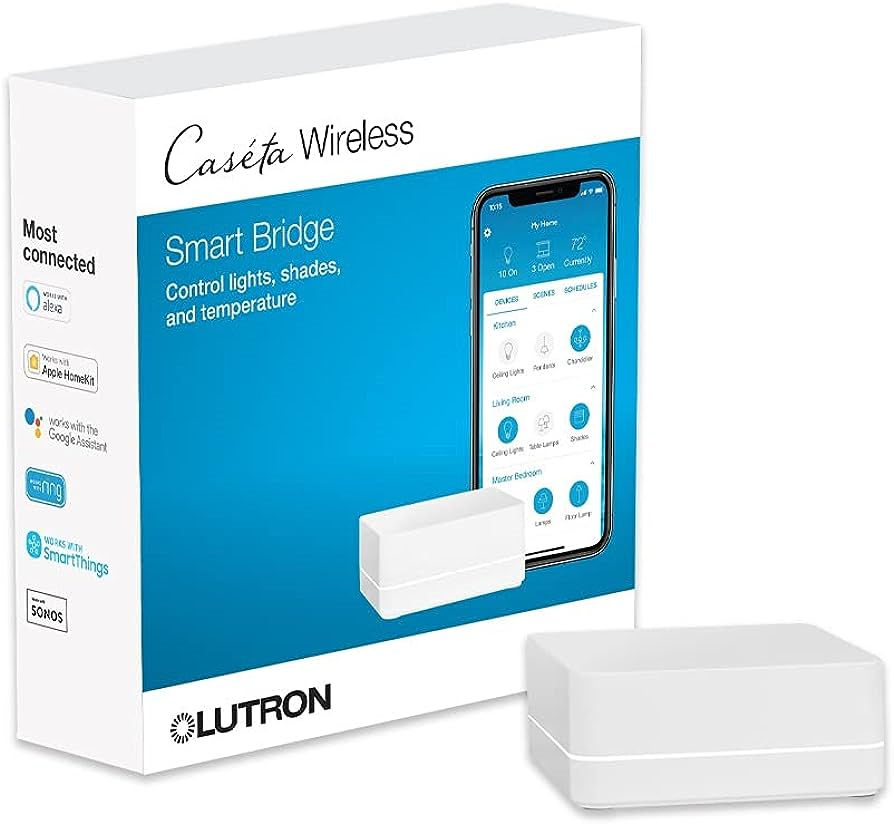 Caséta Wireless
Smart Bridge
Control lights, shades,
and temperature
Most
connected
WORKS WITH
alexa
Works with
Apple HomeKit
works with the
Google Assistant
WORKS WITH
ring
WORKS WITH
SmartThings
SONOS
10:15
My Home
10 On
3 Open
72°
Currently
DEVICES
SCENES
SCHEDULES
Kitchen
Ceiling Lights
Pendants
Chandelier
Living Room
Ceiling Lights
Table Lamps
Shades
Master Bedroom
Lamps
Floor Lamp
LUTRON